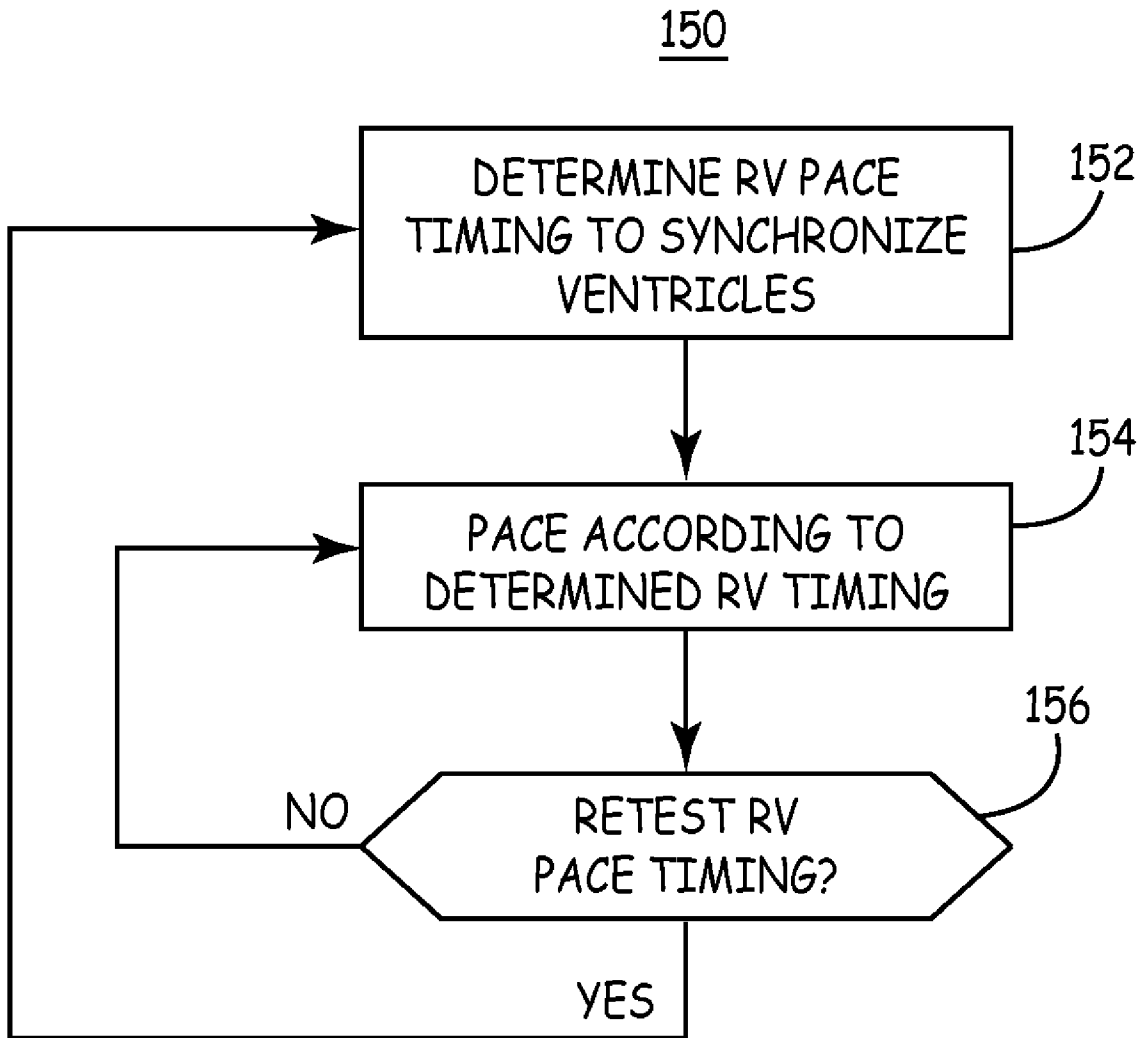 150
DETERMINE RV PACE
TIMING TO SYNCHRONIZE
VENTRICLES
152
PACE ACCORDING TO
DETERMINED RV TIMING
154
RETEST RV
PACE TIMING?
156
NO
YES